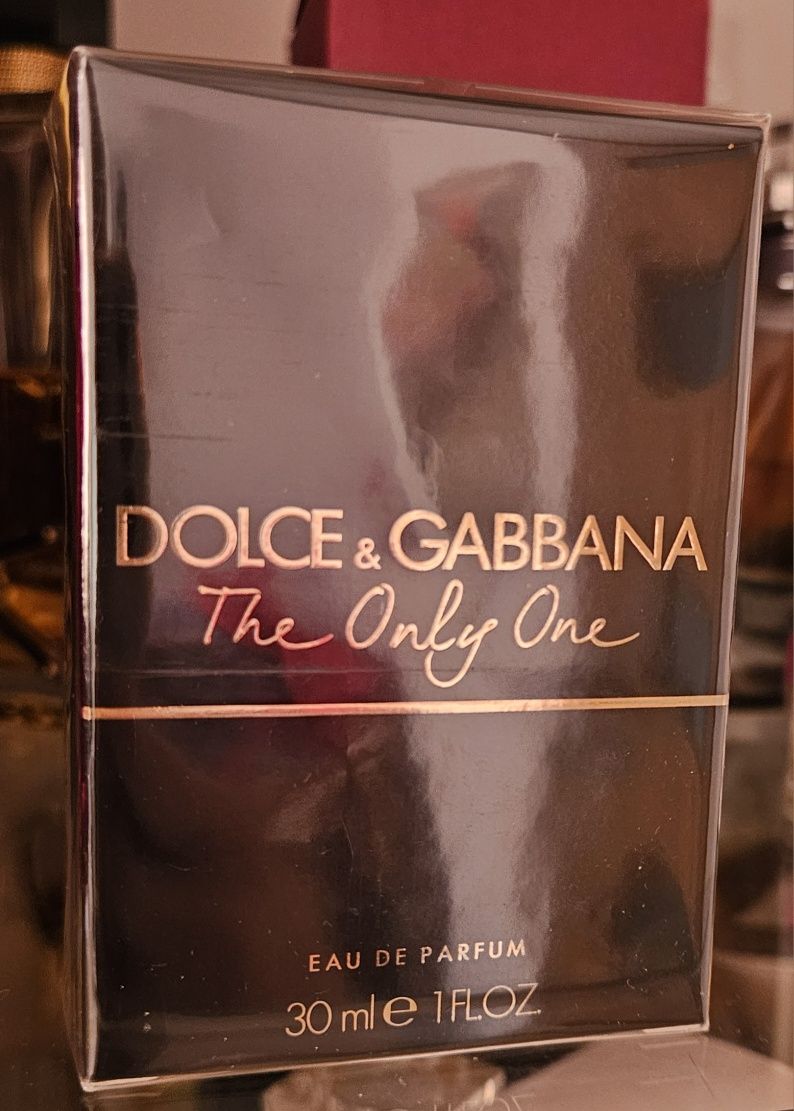 DOLCE & GABBANA
The Only One
EAU DE PARFUM
30 ml e 1 FL.OZ.